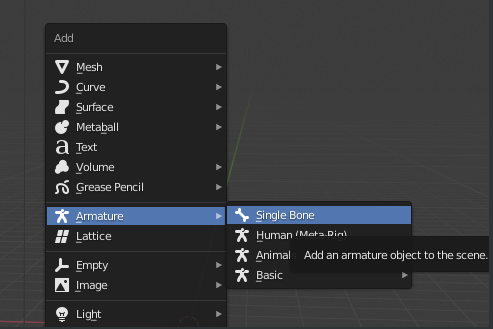 Add
Mesh
Curve
Surface
Metaball
Text
Volume
Grease Pencil
Armature
Single Bone
Lattice
Human (Meta-Rig)
Animal
Add an armature object to the scene.
Empty
Basic
Image
Light